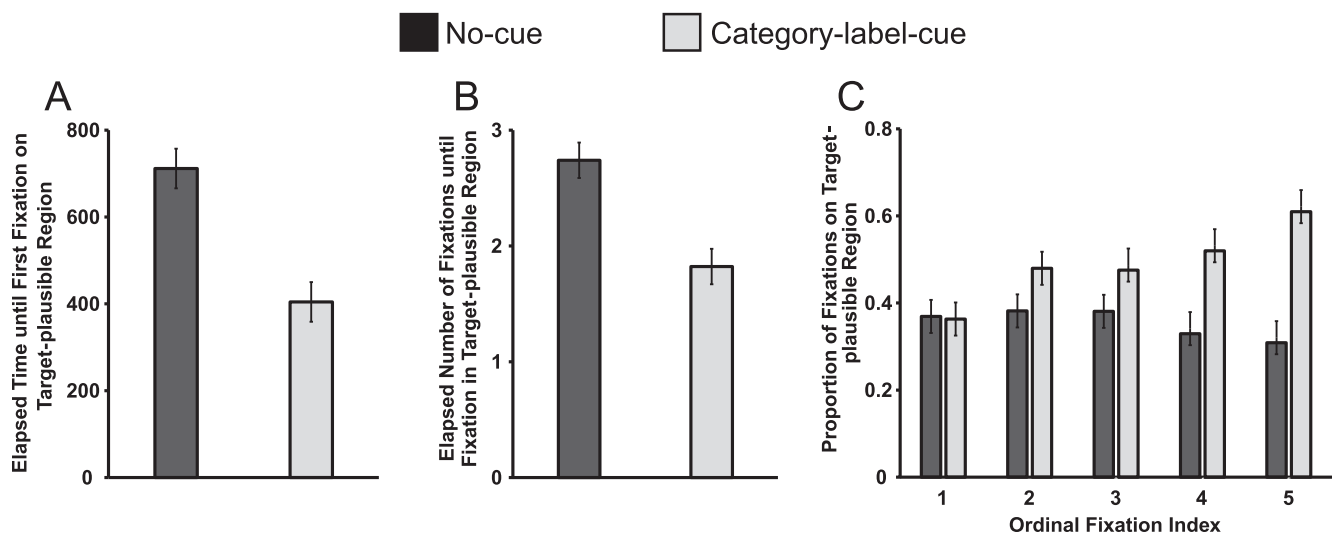 No-cue
Category-label-cue
A
Elapsed Time until First Fixation on
Target-plausible Region
800
600
400
200
0
B
Elapsed Number of Fixations until
Fixation in Target-plausible Region
3
2
1
0
C
Proportion of Fixations on Target-
plausible Region
0.8
0.6
0.4
0.2
0
1 2 3 4 5
Ordinal Fixation Index